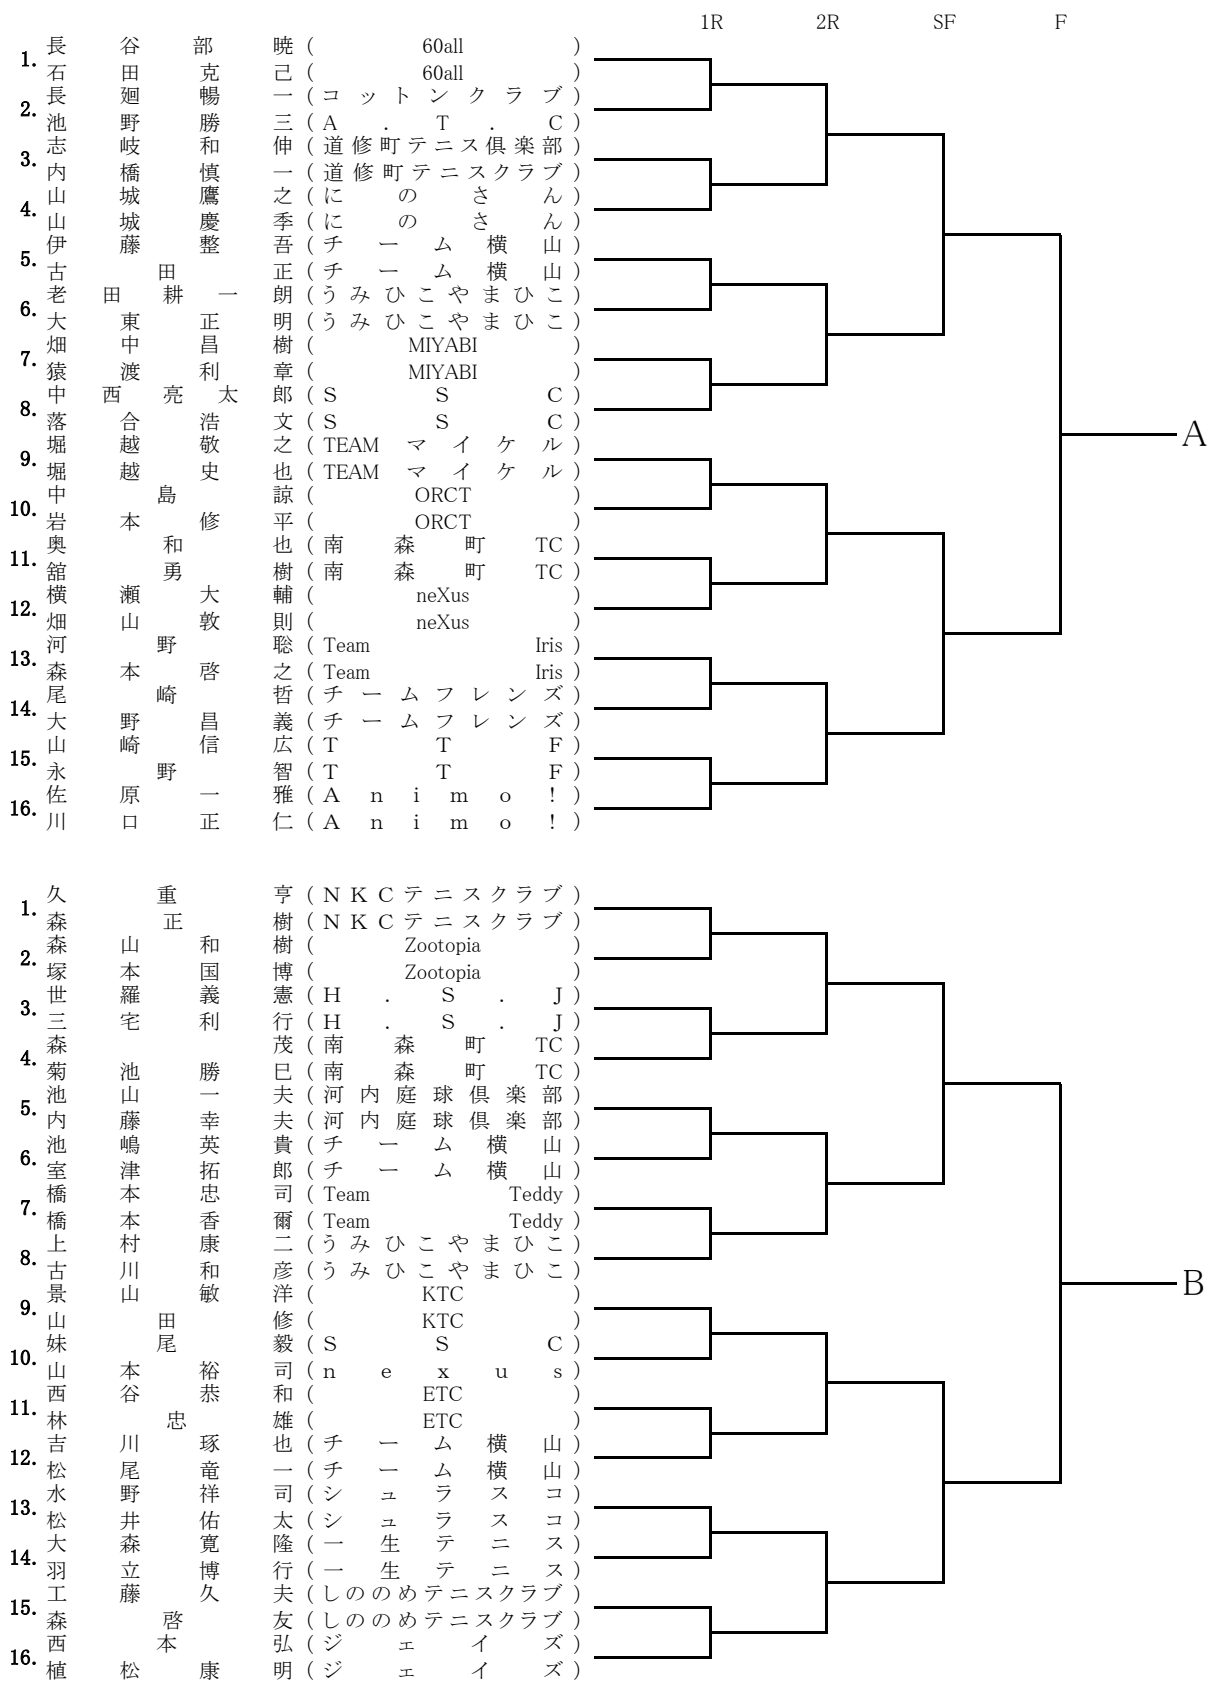 1R 2R SF F
1. 長谷部暁 ( 60all )
石田克己 ( 60all )
2. 長廻暢一 ( コットンクラブ )
池野勝三 ( A.T.C )
3. 志岐和伸 ( 道修町テニス倶楽部 )
内橋慎一 ( 道修町テニスクラブ )
4. 山城鷹之 ( にのさん )
山城慶季 ( にのさん )
5. 伊藤整吾 ( チーム横山 )
古田正 ( チーム横山 )
6. 老田耕一朗 ( うみひこやまひこ )
大東正明 ( うみひこやまひこ )
7. 畑中昌樹 ( MIYABI )
猿渡利章 ( MIYABI )
8. 中西亮太郎 ( SSC )
落合浩文 ( SSC )
A
9. 堀越敬之 ( TEAMマイケル )
堀越史也 ( TEAMマイケル )
10. 中島諒 ( ORCT )
岩本修平 ( ORCT )
11. 奥和也 ( 南森町TC )
舘勇樹 ( 南森町TC )
12. 横瀬大輔 ( neXus )
畑山敦則 ( neXus )
13. 河野聡 ( Team Iris )
森本啓之 ( Team Iris )
14. 尾崎哲 ( チームフレンズ )
大野昌義 ( チームフレンズ )
15. 山崎信広 ( TTF )
永野智 ( TTF )
16. 佐原一雅 ( Animo! )
川口正仁 ( Animo! )
1. 久重亨 ( NKCテニスクラブ )
森正樹 ( NKCテニスクラブ )
2. 森山和樹 ( Zootopia )
塚本国博 ( Zootopia )
3. 世羅義憲 ( H.S.J )
三宅利行 ( H.S.J )
4. 森茂 ( 南森町TC )
菊池勝巳 ( 南森町TC )
5. 池山一夫 ( 河内庭球倶楽部 )
内藤幸夫 ( 河内庭球倶楽部 )
6. 池嶋英貴 ( チーム横山 )
室津拓郎 ( チーム横山 )
7. 橋本忠司 ( Team Teddy )
橋本香爾 ( Team Teddy )
8. 上村康二 ( うみひこやまひこ )
古川和彦 ( うみひこやまひこ )
B
9. 景山敏洋 ( KTC )
山田修 ( KTC )
10. 妹尾毅 ( SSC )
山本裕司 ( nexus )
11. 西谷恭和 ( ETC )
林忠雄 ( ETC )
12. 吉川琢也 ( チーム横山 )
松尾竜一 ( チーム横山 )
13. 水野祥司 ( シュラスコ )
松井佑太 ( シュラスコ )
14. 大森寛隆 ( 一生テニス )
羽立博行 ( 一生テニス )
15. 工藤久夫 ( しののめテニスクラブ )
森啓友 ( しののめテニスクラブ )
16. 西本弘 ( ジェイズ )
植松康明 ( ジェイズ )